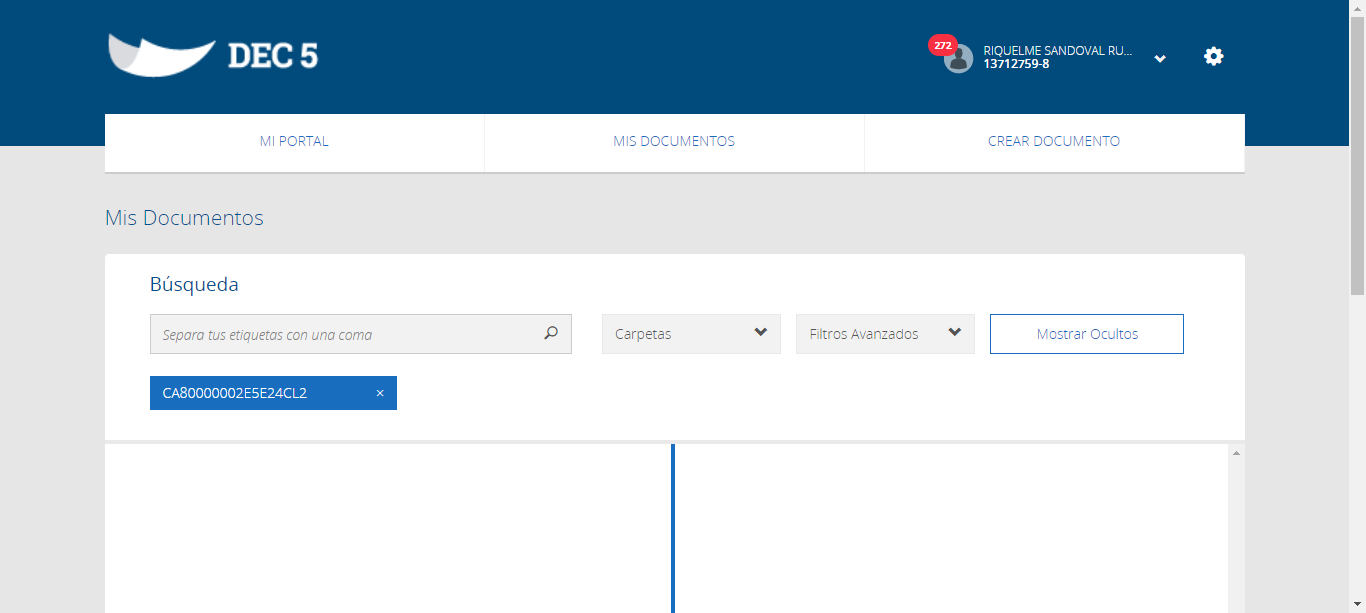 DEC 5
272
RIQUELME SANDOVAL RU...
13712759-8
MI PORTAL
MIS DOCUMENTOS
CREAR DOCUMENTO
Mis Documentos
Búsqueda
Separa tus etiquetas con una coma
Carpetas
Filtros Avanzados
Mostrar Ocultos
CA80000002E5E24CL2 ×